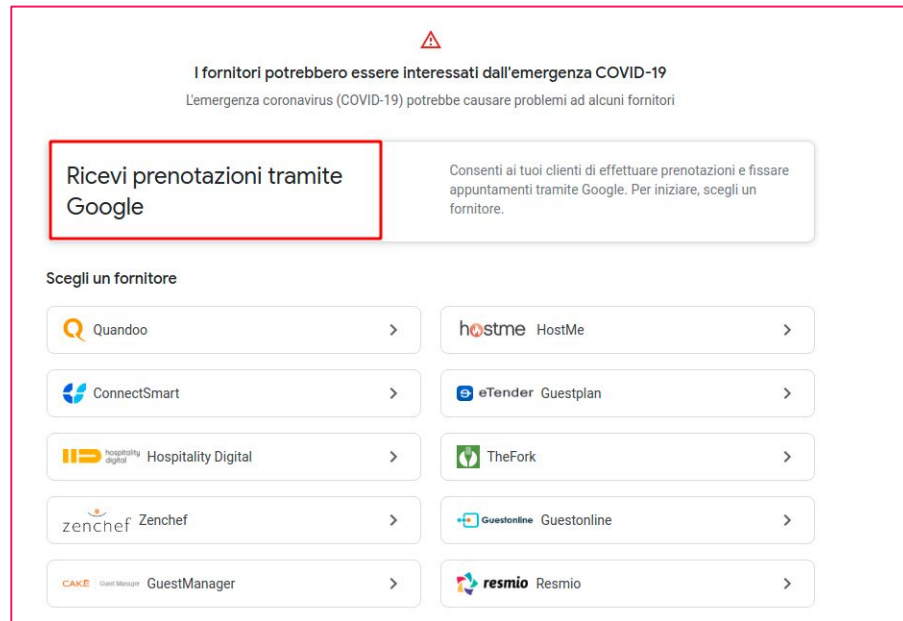 I fornitori potrebbero essere interessati dall'emergenza COVID-19
L'emergenza coronavirus (COVID-19) potrebbe causare problemi ad alcuni fornitori
Ricevi prenotazioni tramite
Google
Consenti ai tuoi clienti di effettuare prenotazioni e fissare
appuntamenti tramite Google. Per iniziare, scegli un
fornitore.
Scegli un fornitore
Quandoo
hostme HostMe
ConnectSmart
eTender Guestplan
hospitality
digital Hospitality Digital
TheFork
zenchef Zenchef
Guestonline Guestonline
CAKE Guest Manager GuestManager
resmio Resmio